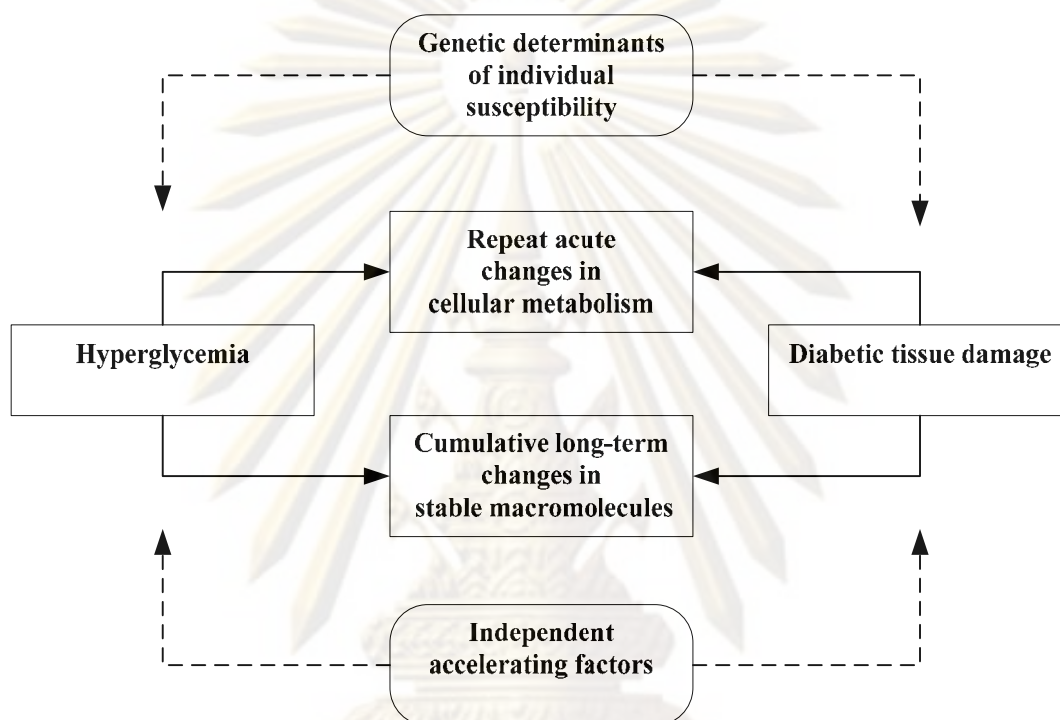 Genetic determinants
of individual
susceptibility
Repeat acute
changes in
cellular metabolism
Hyperglycemia
Diabetic tissue damage
Cumulative long-term
changes in
stable macromolecules
Independent
accelerating factors